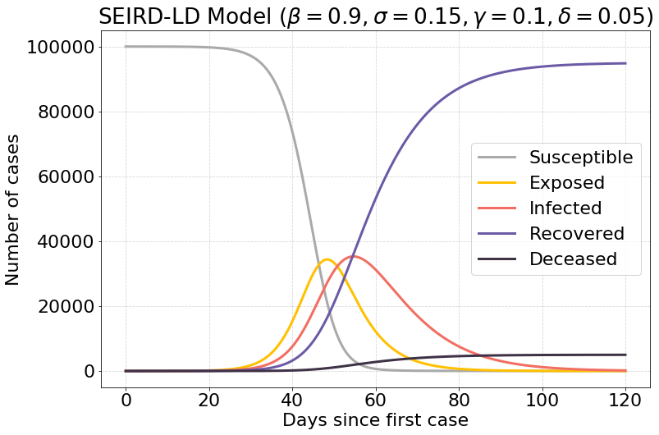 SEIRD-LD Model (β = 0.9, σ = 0.15, γ = 0.1, δ = 0.05)
Number of cases
100000
80000
60000
40000
20000
0
Susceptible
Exposed
Infected
Recovered
Deceased
0 20 40 60 80 100 120
Days since first case